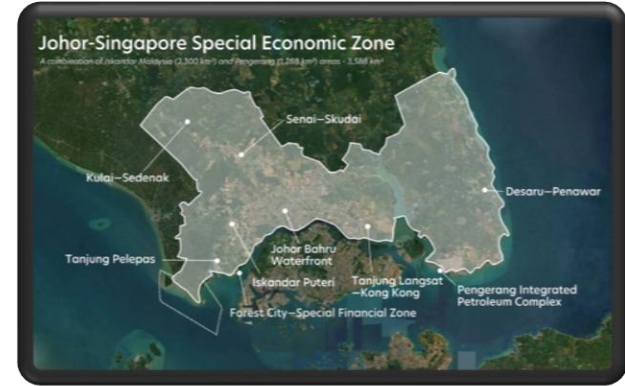 Johor-Singapore Special Economic Zone
A combination of Iskandar Malaysia (2,300 km²) and Pengerang (1,288 km²) areas - 3,588 km²
Senai–Skudai
Kulai–Sedenak
Desaru–Penawar
Tanjung Pelepas
Johor Bahru
Waterfront
Iskandar Puteri
Tanjung Langsat
–Kong Kong
Pengerang Integrated
Petroleum Complex
Forest City–Special Financial Zone